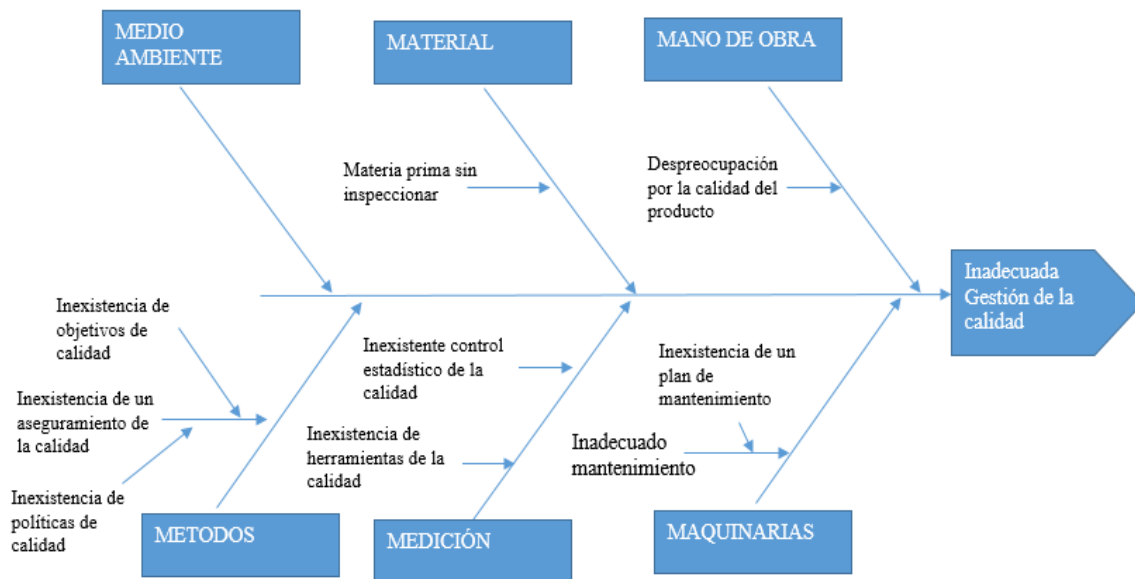 MEDIO
AMBIENTE
MATERIAL
MANO DE OBRA
Materia prima sin
inspeccionar
Despreocupación
por la calidad del
producto
Inadecuada
Gestión de la
calidad
Inexistencia de
objetivos de
calidad
Inexistente control
estadístico de la
calidad
Inexistencia de un
plan de
mantenimiento
Inexistencia de un
aseguramiento de
la calidad
Inexistencia de
herramientas de la
calidad
Inadecuado
mantenimiento
Inexistencia de
políticas de
calidad
METODOS
MEDICIÓN
MAQUINARIAS